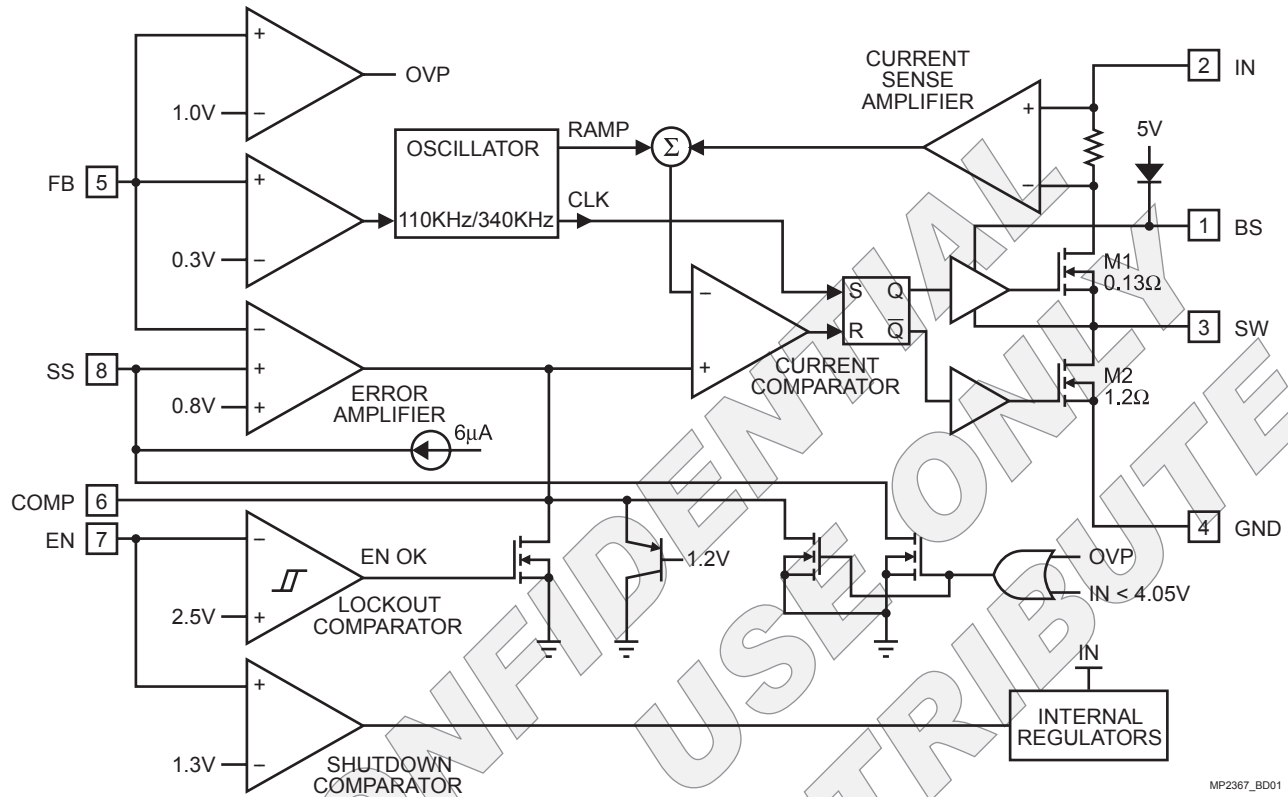 +
OVP
1.0V
−
CURRENT
SENSE
AMPLIFIER
2
IN
+
−
5V
RAMP
Σ
OSCILLATOR
110KHz/340KHz
CLK
FB
5
+
0.3V
−
1
BS
M1
0.13Ω
S
Q
R
Q̅
−
+
CURRENT
COMPARATOR
3
SW
M2
1.2Ω
SS
8
−
+
0.8V
+
ERROR
AMPLIFIER
6µA
COMP
6
EN
7
−
EN OK
2.5V
+
LOCKOUT
COMPARATOR
1.2V
4
GND
OVP
IN < 4.05V
IN
INTERNAL
REGULATORS
+
1.3V
−
SHUTDOWN
COMPARATOR
MP2367_BD01
CONFIDENTIAL
USE ONLY
TRIBUTE